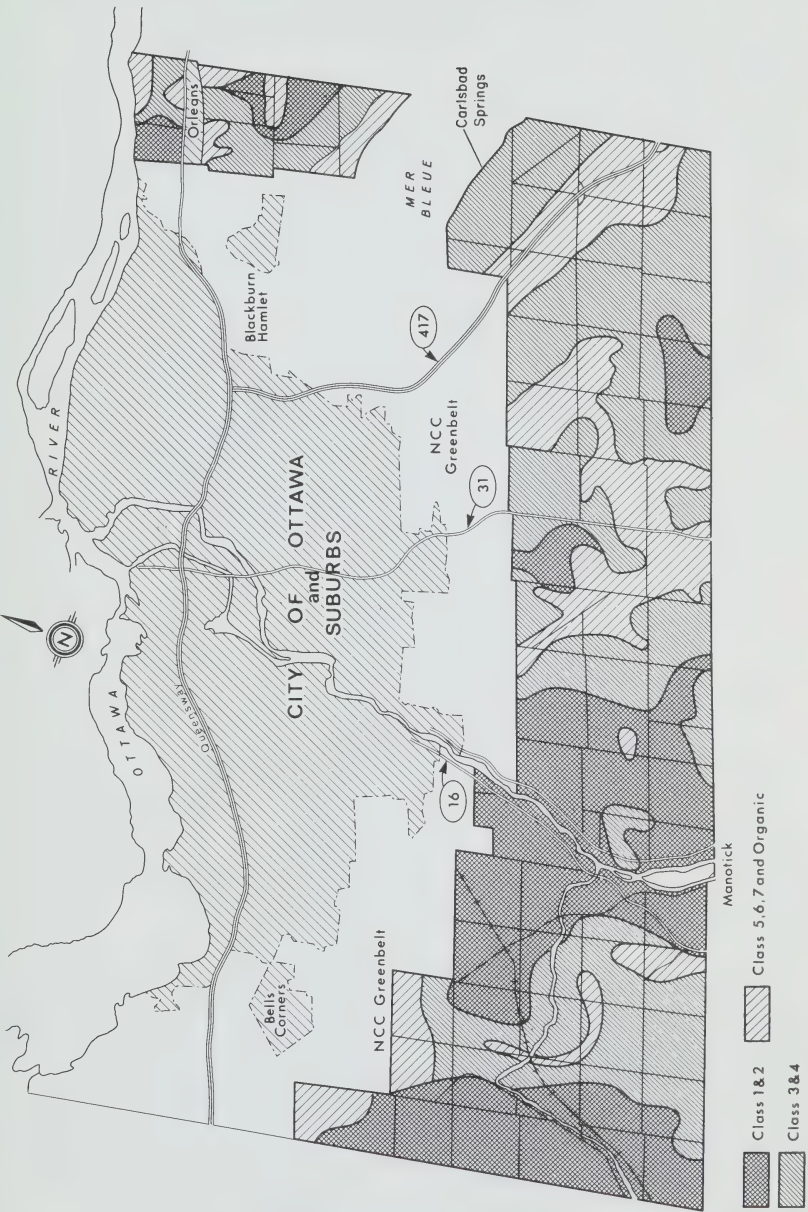 N
OTTAWA
RIVER
Queensway
Orleans
Blackburn
Hamlet
MER
BLEUE
Carlsbad
Springs
417
CITY OF OTTAWA
and
SUBURBS
NCC
Greenbelt
31
16
Bells
Corners
NCC Greenbelt
Manotick
Class 1&2
Class 3&4
Class 5,6,7 and Organic